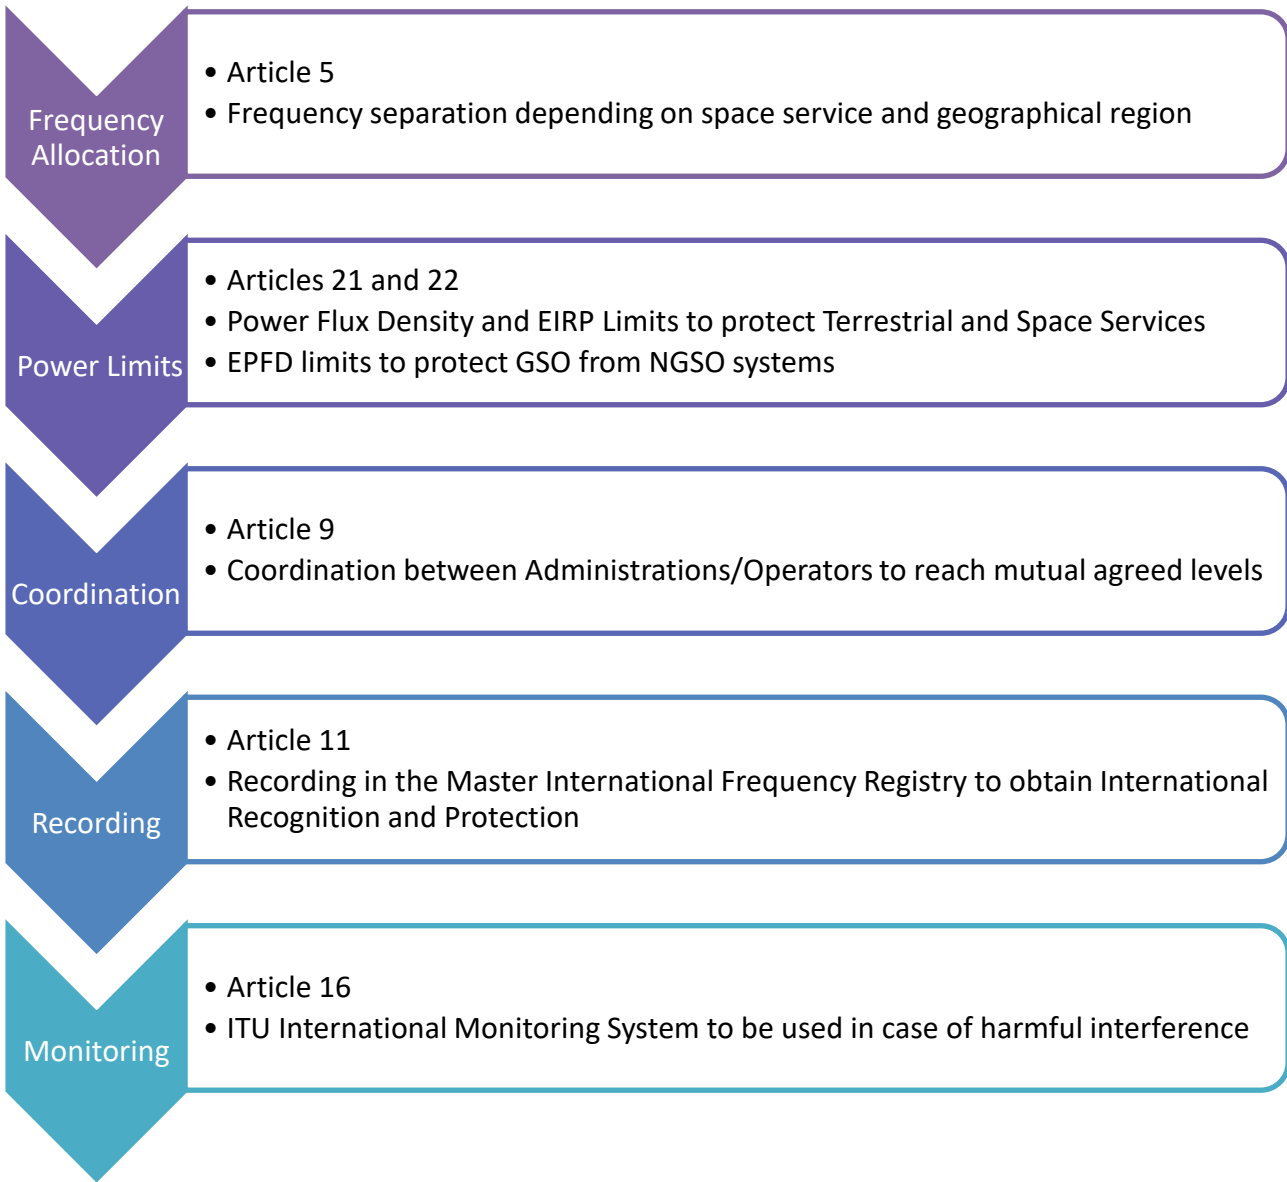 Frequency
Allocation
• Article 5
• Frequency separation depending on space service and geographical region
Power Limits
• Articles 21 and 22
• Power Flux Density and EIRP Limits to protect Terrestrial and Space Services
• EPFD limits to protect GSO from NGSO systems
Coordination
• Article 9
• Coordination between Administrations/Operators to reach mutual agreed levels
Recording
• Article 11
• Recording in the Master International Frequency Registry to obtain International
Recognition and Protection
Monitoring
• Article 16
• ITU International Monitoring System to be used in case of harmful interference